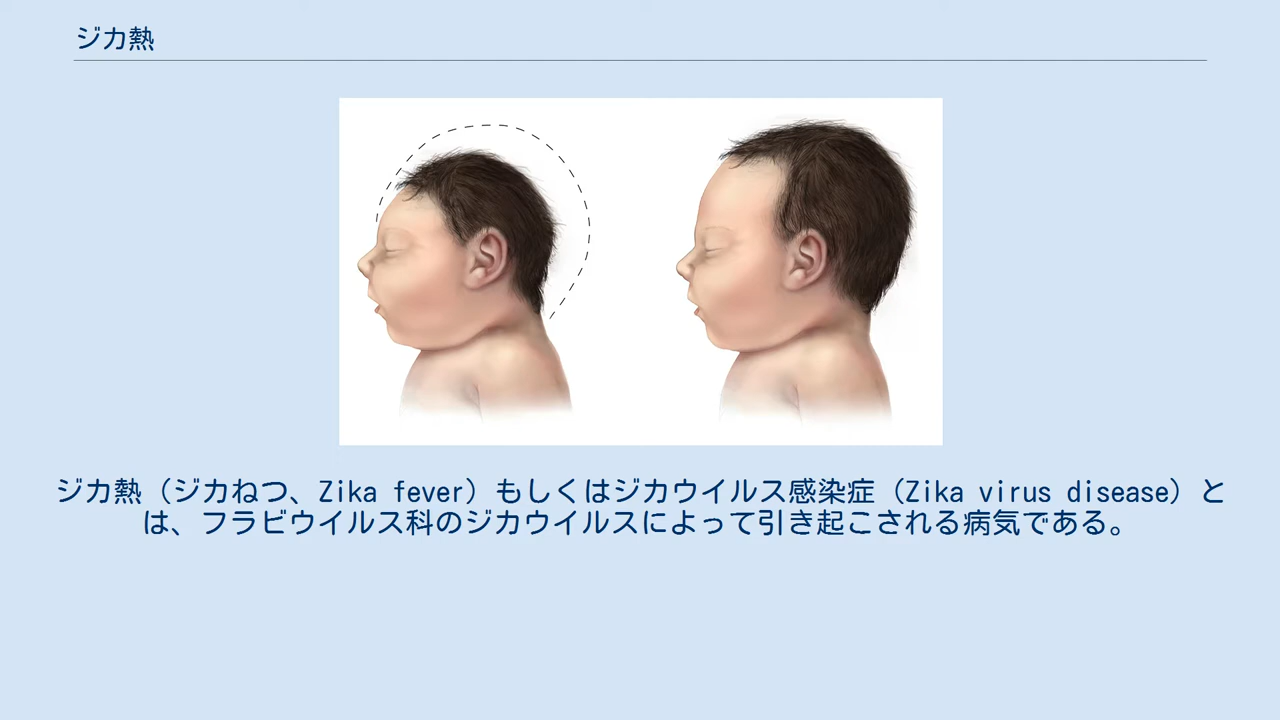 ジカ熱
ジカ熱（ジカねつ、Zika fever）もしくはジカウイルス感染症（Zika virus disease）と
は、フラビウイルス科のジカウイルスによって引き起こされる病気である。